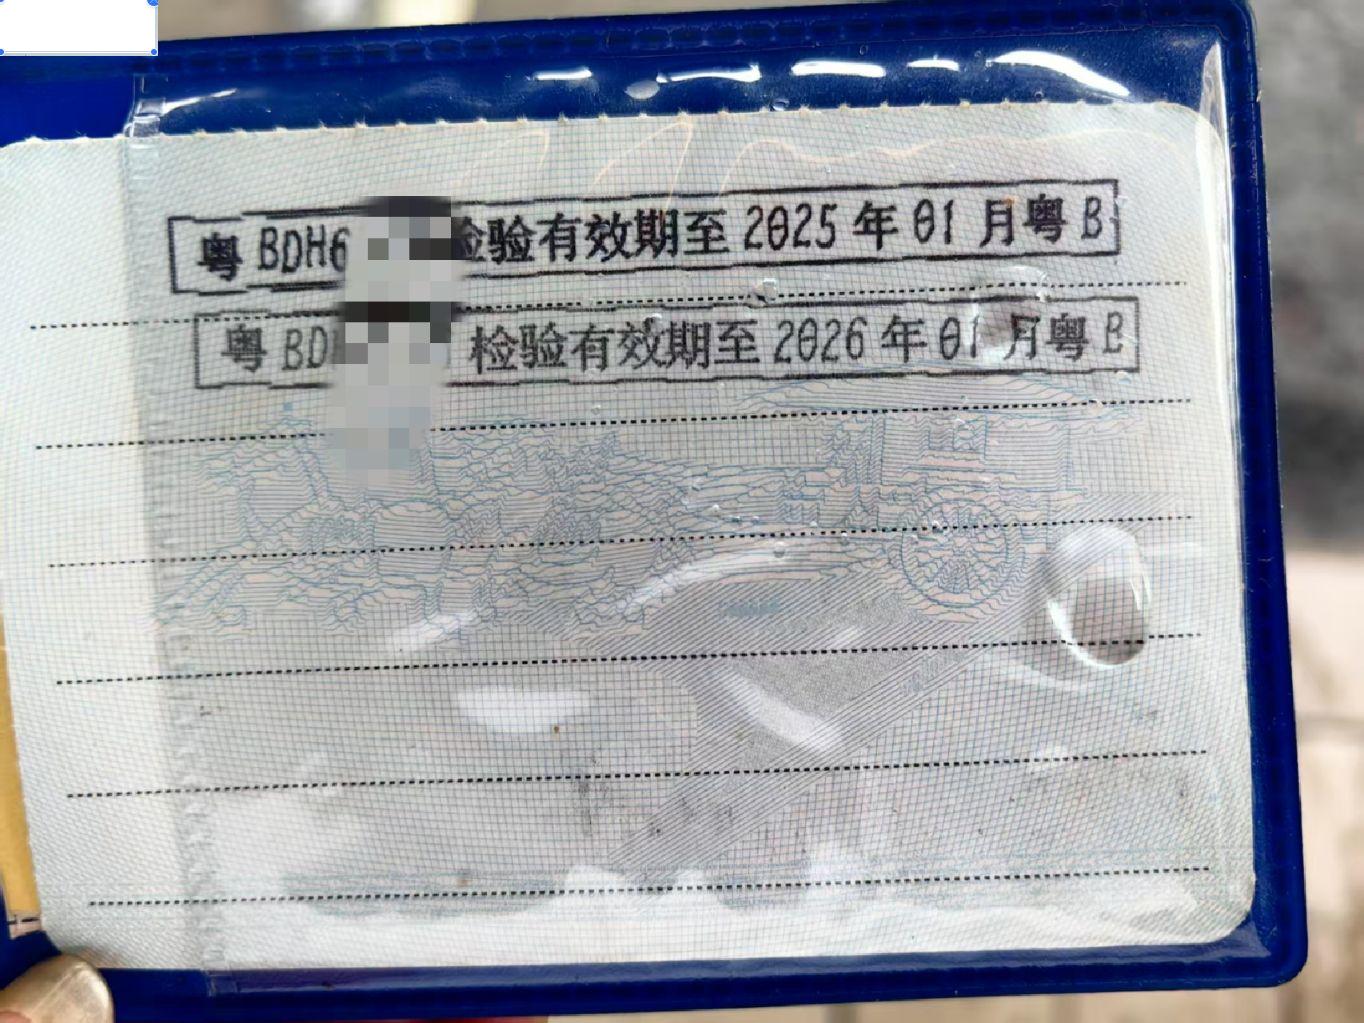 粤 BDH6 检验有效期至 2025 年 01 月粤 B
粤 BD 检验有效期至 2026 年 01 月粤 B